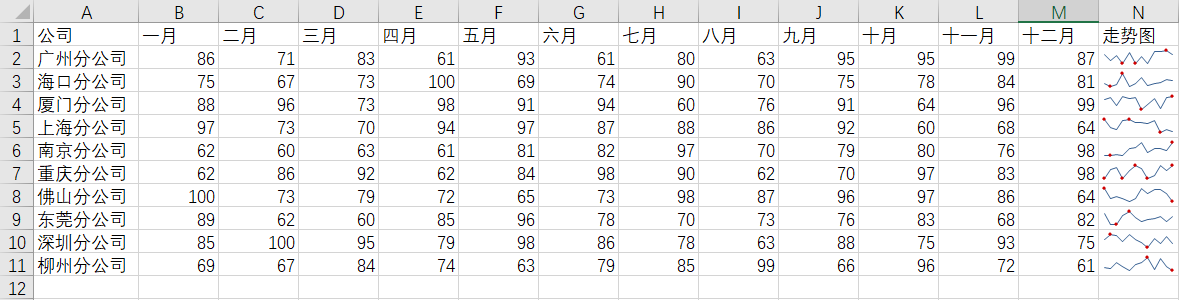 A B C D E F G H I J K L M N
1 公司 一月 二月 三月 四月 五月 六月 七月 八月 九月 十月 十一月 十二月 走势图
2 广州分公司 86 71 83 61 93 61 80 63 95 95 99 87
3 海口分公司 75 67 73 100 69 74 90 70 75 78 84 81
4 厦门分公司 88 96 73 98 91 94 60 76 91 64 96 99
5 上海分公司 97 73 70 94 97 87 88 86 92 60 68 64
6 南京分公司 62 60 63 61 81 82 97 70 79 80 76 98
7 重庆分公司 62 86 92 62 84 98 90 62 70 97 83 98
8 佛山分公司 100 73 79 72 65 73 98 87 96 97 86 64
9 东莞分公司 89 62 60 85 96 78 70 73 76 83 68 82
10 深圳分公司 85 100 95 79 98 86 78 63 88 75 93 75
11 柳州分公司 69 67 84 74 63 79 85 99 66 96 72 61
12